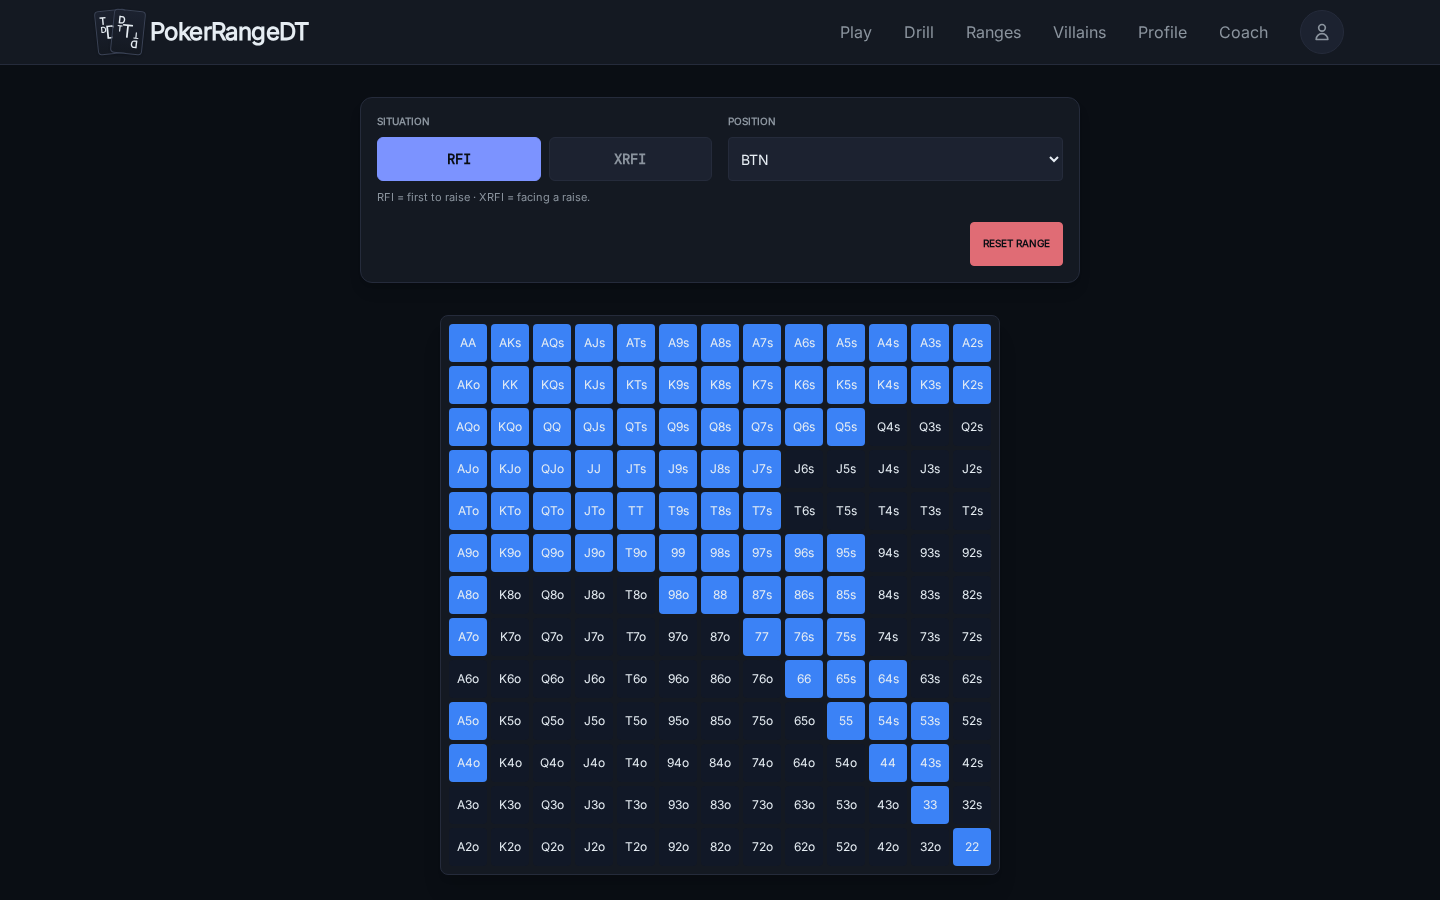 PokerRangeDT
Play Drill Ranges Villains Profile Coach
SITUATION POSITION
RFI XRFI BTN
RFI = first to raise · XRFI = facing a raise.
RESET RANGE
AA AKs AQs AJs ATs A9s A8s A7s A6s A5s A4s A3s A2s
AKo KK KQs KJs KTs K9s K8s K7s K6s K5s K4s K3s K2s
AQo KQo QQ QJs QTs Q9s Q8s Q7s Q6s Q5s Q4s Q3s Q2s
AJo KJo QJo JJ JTs J9s J8s J7s J6s J5s J4s J3s J2s
ATo KTo QTo JTo TT T9s T8s T7s T6s T5s T4s T3s T2s
A9o K9o Q9o J9o T9o 99 98s 97s 96s 95s 94s 93s 92s
A8o K8o Q8o J8o T8o 98o 88 87s 86s 85s 84s 83s 82s
A7o K7o Q7o J7o T7o 97o 87o 77 76s 75s 74s 73s 72s
A6o K6o Q6o J6o T6o 96o 86o 76o 66 65s 64s 63s 62s
A5o K5o Q5o J5o T5o 95o 85o 75o 65o 55 54s 53s 52s
A4o K4o Q4o J4o T4o 94o 84o 74o 64o 54o 44 43s 42s
A3o K3o Q3o J3o T3o 93o 83o 73o 63o 53o 43o 33 32s
A2o K2o Q2o J2o T2o 92o 82o 72o 62o 52o 42o 32o 22